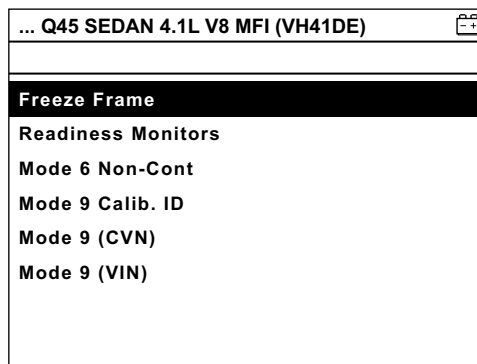 ... Q45 SEDAN 4.1L V8 MFI (VH41DE)
Freeze Frame
Readiness Monitors
Mode 6 Non-Cont
Mode 9 Calib. ID
Mode 9 (CVN)
Mode 9 (VIN)